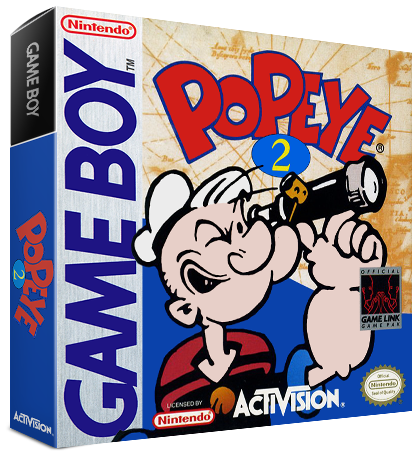 GAME BOY
POPEYE
2
ACTIVISION
Nintendo
GAME BOY
TM
POPEYE
®
2
OFFICIAL
GAME LINK
GAME PAK
LICENSED BY
Nintendo
ACTIVISION®
Official
Nintendo
Seal of Quality